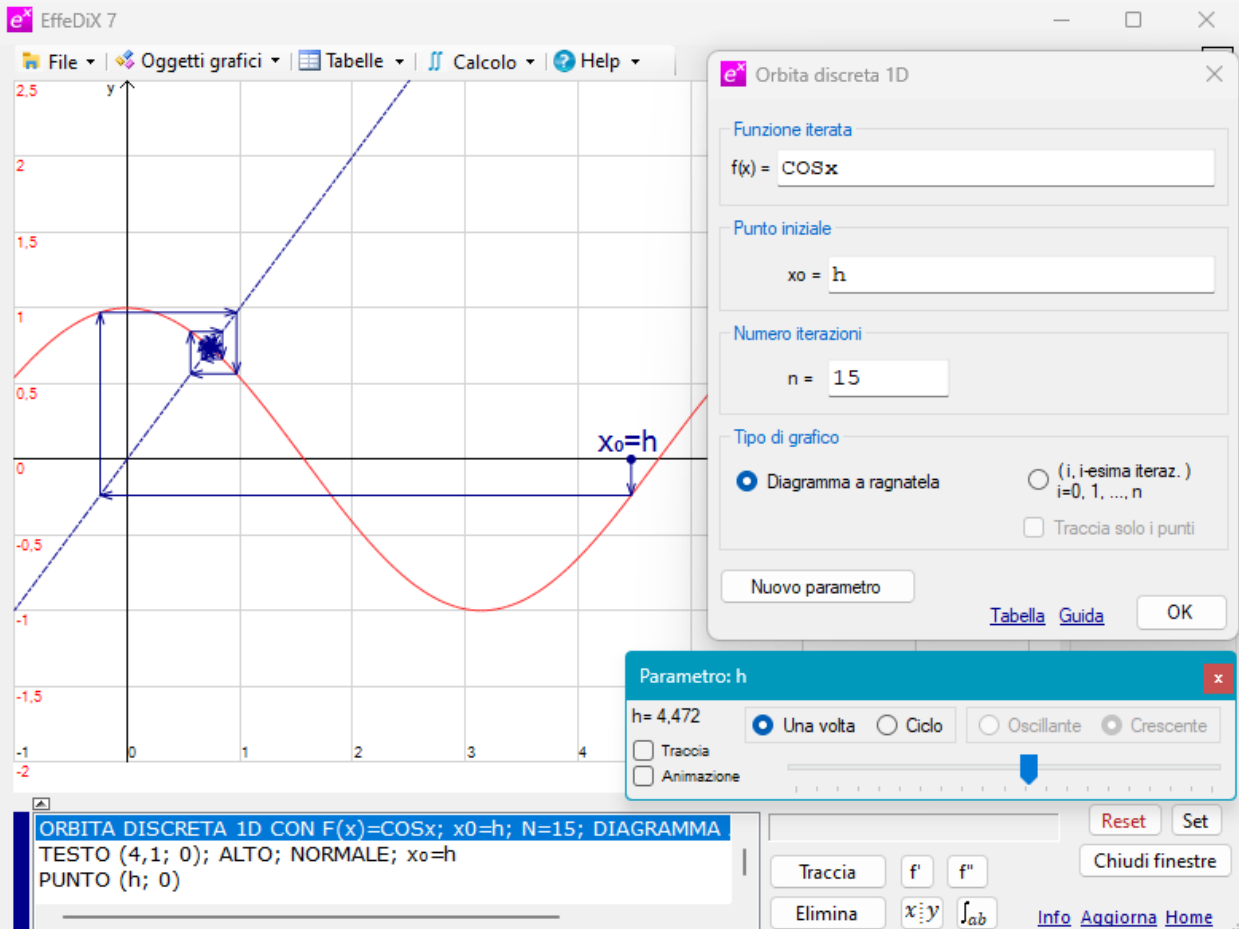 eˣ EffeDiX 7
File Oggetti grafici Tabelle ∬ Calcolo ? Help
2,5
y
2
1,5
1
0,5
0
-0,5
-1
-1,5
-2
x₀=h
-1 0 1 2 3 4
eˣ Orbita discreta 1D
Funzione iterata
f(x) = COSx
Punto iniziale
xo = h
Numero iterazioni
n = 15
Tipo di grafico
Diagramma a ragnatela
( i, i-esima iteraz. )
i=0, 1, ..., n
Traccia solo i punti
Nuovo parametro
Tabella Guida OK
Parametro: h x
h= 4,472
Una volta Ciclo Oscillante Crescente
Traccia
Animazione
ORBITA DISCRETA 1D CON F(x)=COSx; x0=h; N=15; DIAGRAMMA
TESTO (4,1; 0); ALTO; NORMALE; x₀=h
PUNTO (h; 0)
Reset Set
Chiudi finestre
Traccia f' f"
Elimina x⋮y ∫ab
Info Aggiorna Home